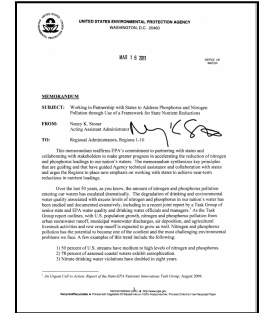 UNITED STATES ENVIRONMENTAL PROTECTION AGENCY
WASHINGTON, D.C. 20460
MAR 16 2011
OFFICE OF
WATER
MEMORANDUM
SUBJECT: Working in Partnership with States to Address Phosphorus and Nitrogen
Pollution through Use of a Framework for State Nutrient Reductions
FROM: Nancy K. Stoner
Acting Assistant Administrator
TO: Regional Administrators, Regions 1-10
This memorandum reaffirms EPA's commitment to partnering with states and
collaborating with stakeholders to make greater progress in accelerating the reduction of nitrogen
and phosphorus loadings to our nation's waters. The memorandum synthesizes key principles
that are guiding and that have guided Agency technical assistance and collaboration with states
and urges the Regions to place new emphasis on working with states to achieve near-term
reductions in nutrient loadings.
Over the last 50 years, as you know, the amount of nitrogen and phosphorus pollution
entering our waters has escalated dramatically. The degradation of drinking and environmental
water quality associated with excess levels of nitrogen and phosphorus in our nation's water has
been studied and documented extensively, including in a recent joint report by a Task Group of
senior state and EPA water quality and drinking water officials and managers.1 As the Task
Group report outlines, with U.S. population growth, nitrogen and phosphorus pollution from
urban stormwater runoff, municipal wastewater discharges, air deposition, and agricultural
livestock activities and row crop runoff is expected to grow as well. Nitrogen and phosphorus
pollution has the potential to become one of the costliest and the most challenging environmental
problems we face. A few examples of this trend include the following:
1) 50 percent of U.S. streams have medium to high levels of nitrogen and phosphorus.
2) 78 percent of assessed coastal waters exhibit eutrophication.
3) Nitrate drinking water violations have doubled in eight years.
1 An Urgent Call to Action: Report of the State-EPA Nutrient Innovations Task Group, August 2009.